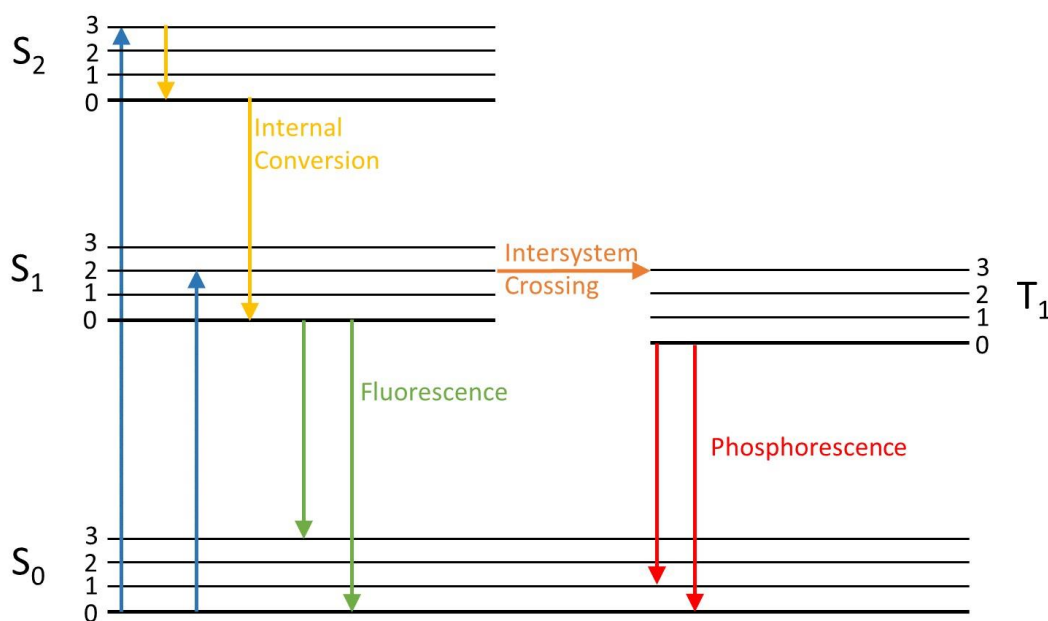 3
S2
2
1
0
Internal
Conversion
3
S1
2
1
0
Intersystem
Crossing
3
2
T1
1
0
Fluorescence
Phosphorescence
3
S0
2
1
0